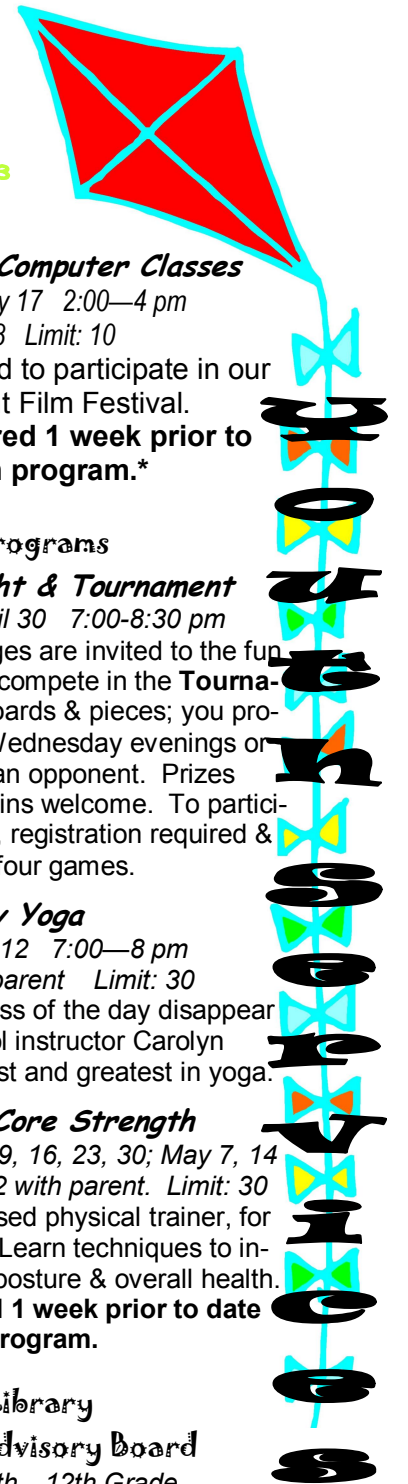 Computer Classes
y 17 2:00—4 pm
Limit: 10
d to participate in our
t Film Festival.
red 1 week prior to
program.*
rograms
ht & Tournament
il 30 7:00-8:30 pm
ges are invited to the fun
compete in the Tourna-
oards & pieces; you pro-
Wednesday evenings or
an opponent. Prizes
ins welcome. To partici-
, registration required &
four games.
y Yoga
12 7:00—8 pm
parent Limit: 30
ss of the day disappear
ol instructor Carolyn
st and greatest in yoga.
Core Strength
9, 16, 23, 30; May 7, 14
2 with parent. Limit: 30
sed physical trainer, for
Learn techniques to in-
posture & overall health.
d 1 week prior to date
rogram.
Library
dvisory Board
th - 12th Grade
Youth Services